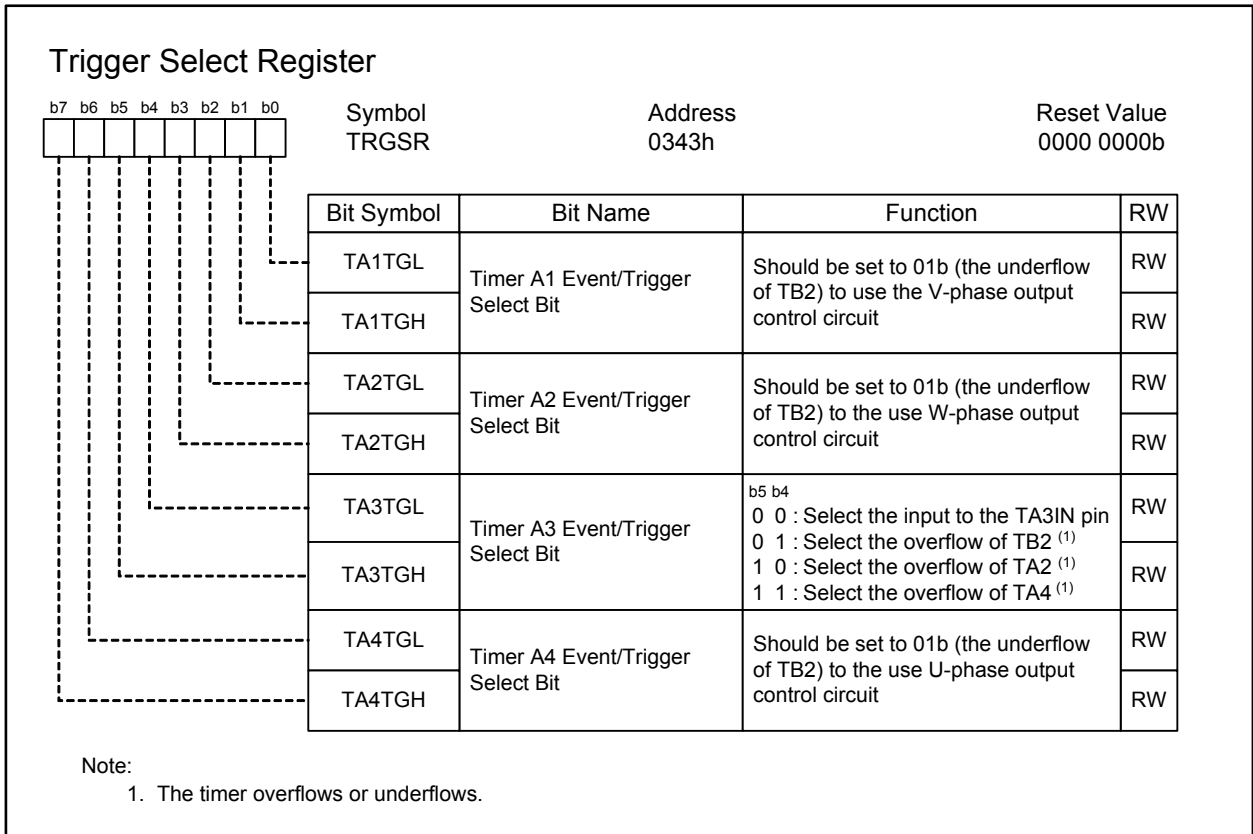 Trigger Select Register
b7 b6 b5 b4 b3 b2 b1 b0
Symbol Address Reset Value
TRGSR 0343h 0000 0000b
Bit Symbol Bit Name Function RW
TA1TGL
TA1TGH
Timer A1 Event/Trigger
Select Bit
Should be set to 01b (the underflow
of TB2) to use the V-phase output
control circuit
RW
RW
TA2TGL
TA2TGH
Timer A2 Event/Trigger
Select Bit
Should be set to 01b (the underflow
of TB2) to the use W-phase output
control circuit
RW
RW
TA3TGL
TA3TGH
Timer A3 Event/Trigger
Select Bit
b5 b4
0 0 : Select the input to the TA3IN pin
0 1 : Select the overflow of TB2 (1)
1 0 : Select the overflow of TA2 (1)
1 1 : Select the overflow of TA4 (1)
RW
RW
TA4TGL
TA4TGH
Timer A4 Event/Trigger
Select Bit
Should be set to 01b (the underflow
of TB2) to the use U-phase output
control circuit
RW
RW
Note:
1. The timer overflows or underflows.